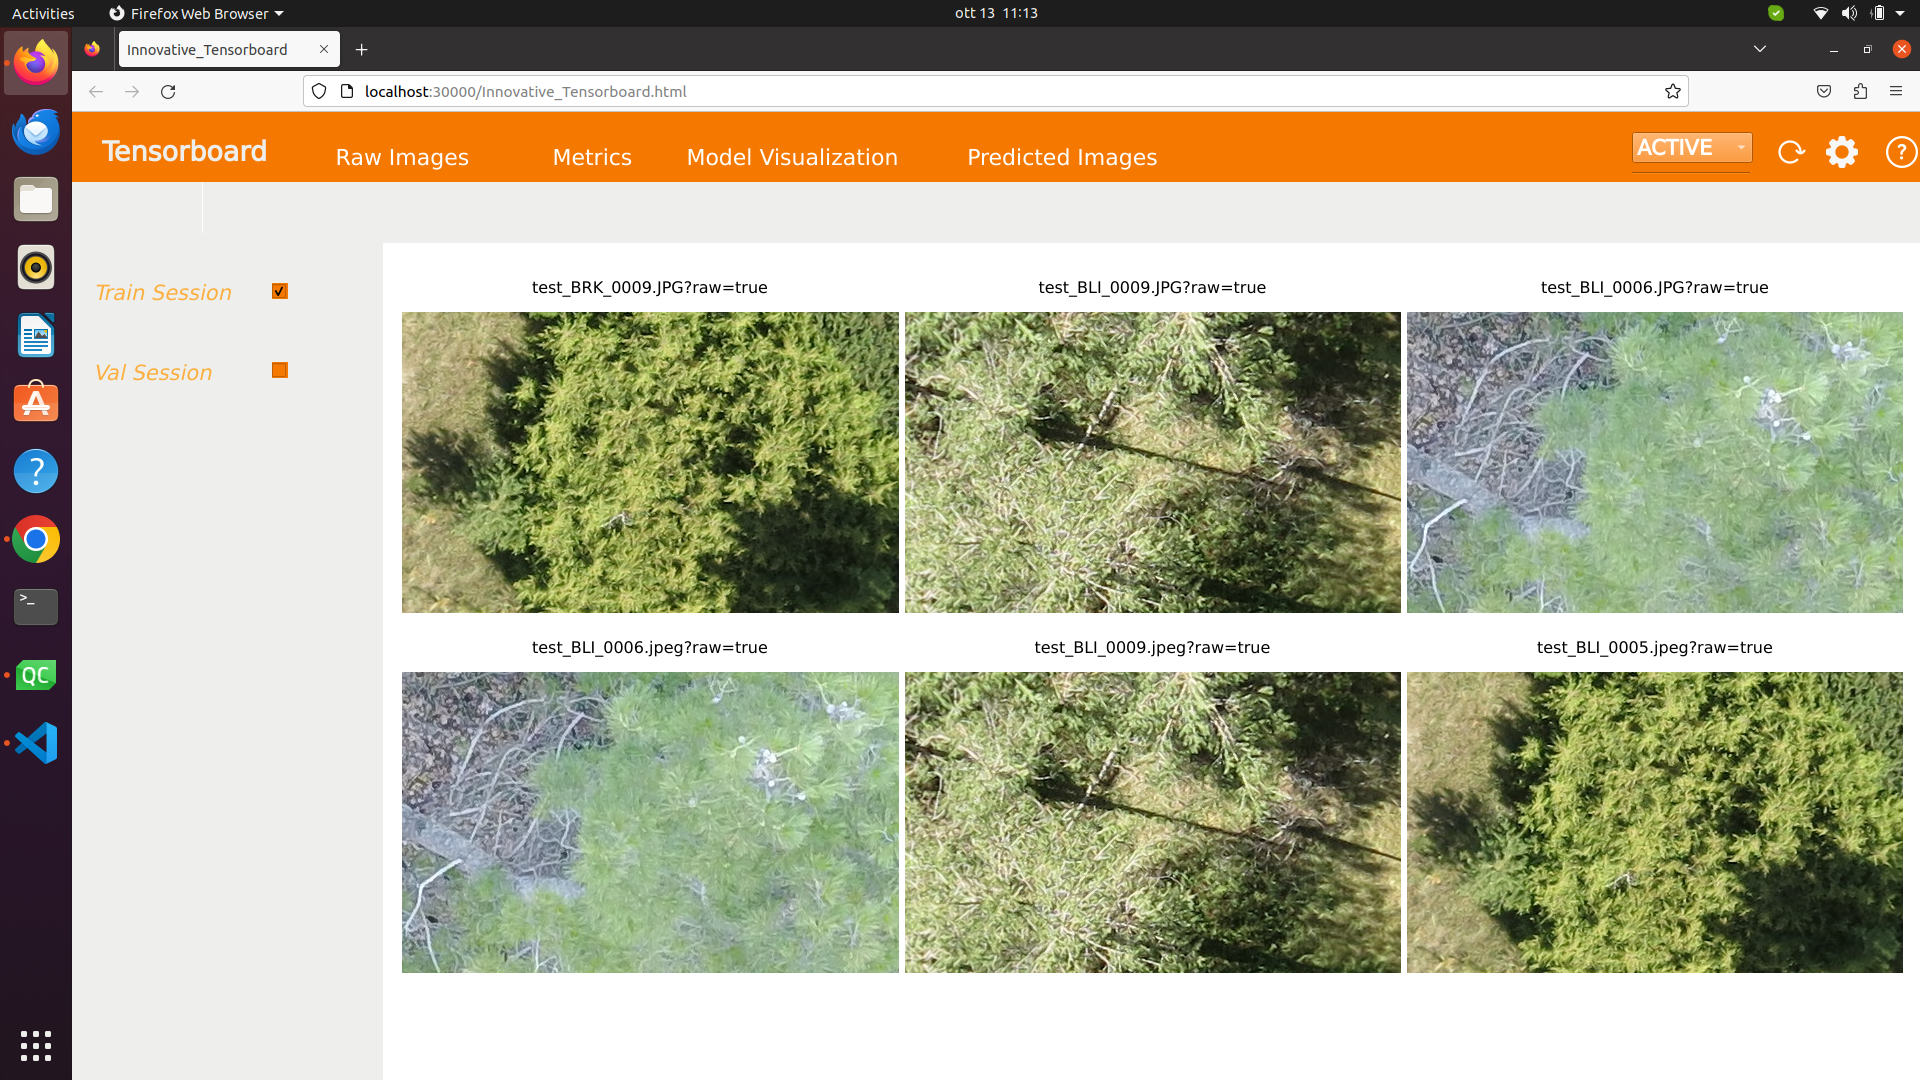 Activities
Firefox Web Browser
ott 13 11:13
Innovative_Tensorboard
localhost:30000/Innovative_Tensorboard.html
Tensorboard
Raw Images
Metrics
Model Visualization
Predicted Images
ACTIVE
?
Train Session
Val Session
test_BRK_0009.JPG?raw=true
test_BLI_0009.JPG?raw=true
test_BLI_0006.JPG?raw=true
test_BLI_0006.jpeg?raw=true
test_BLI_0009.jpeg?raw=true
test_BLI_0005.jpeg?raw=true
A
?
>_
QC